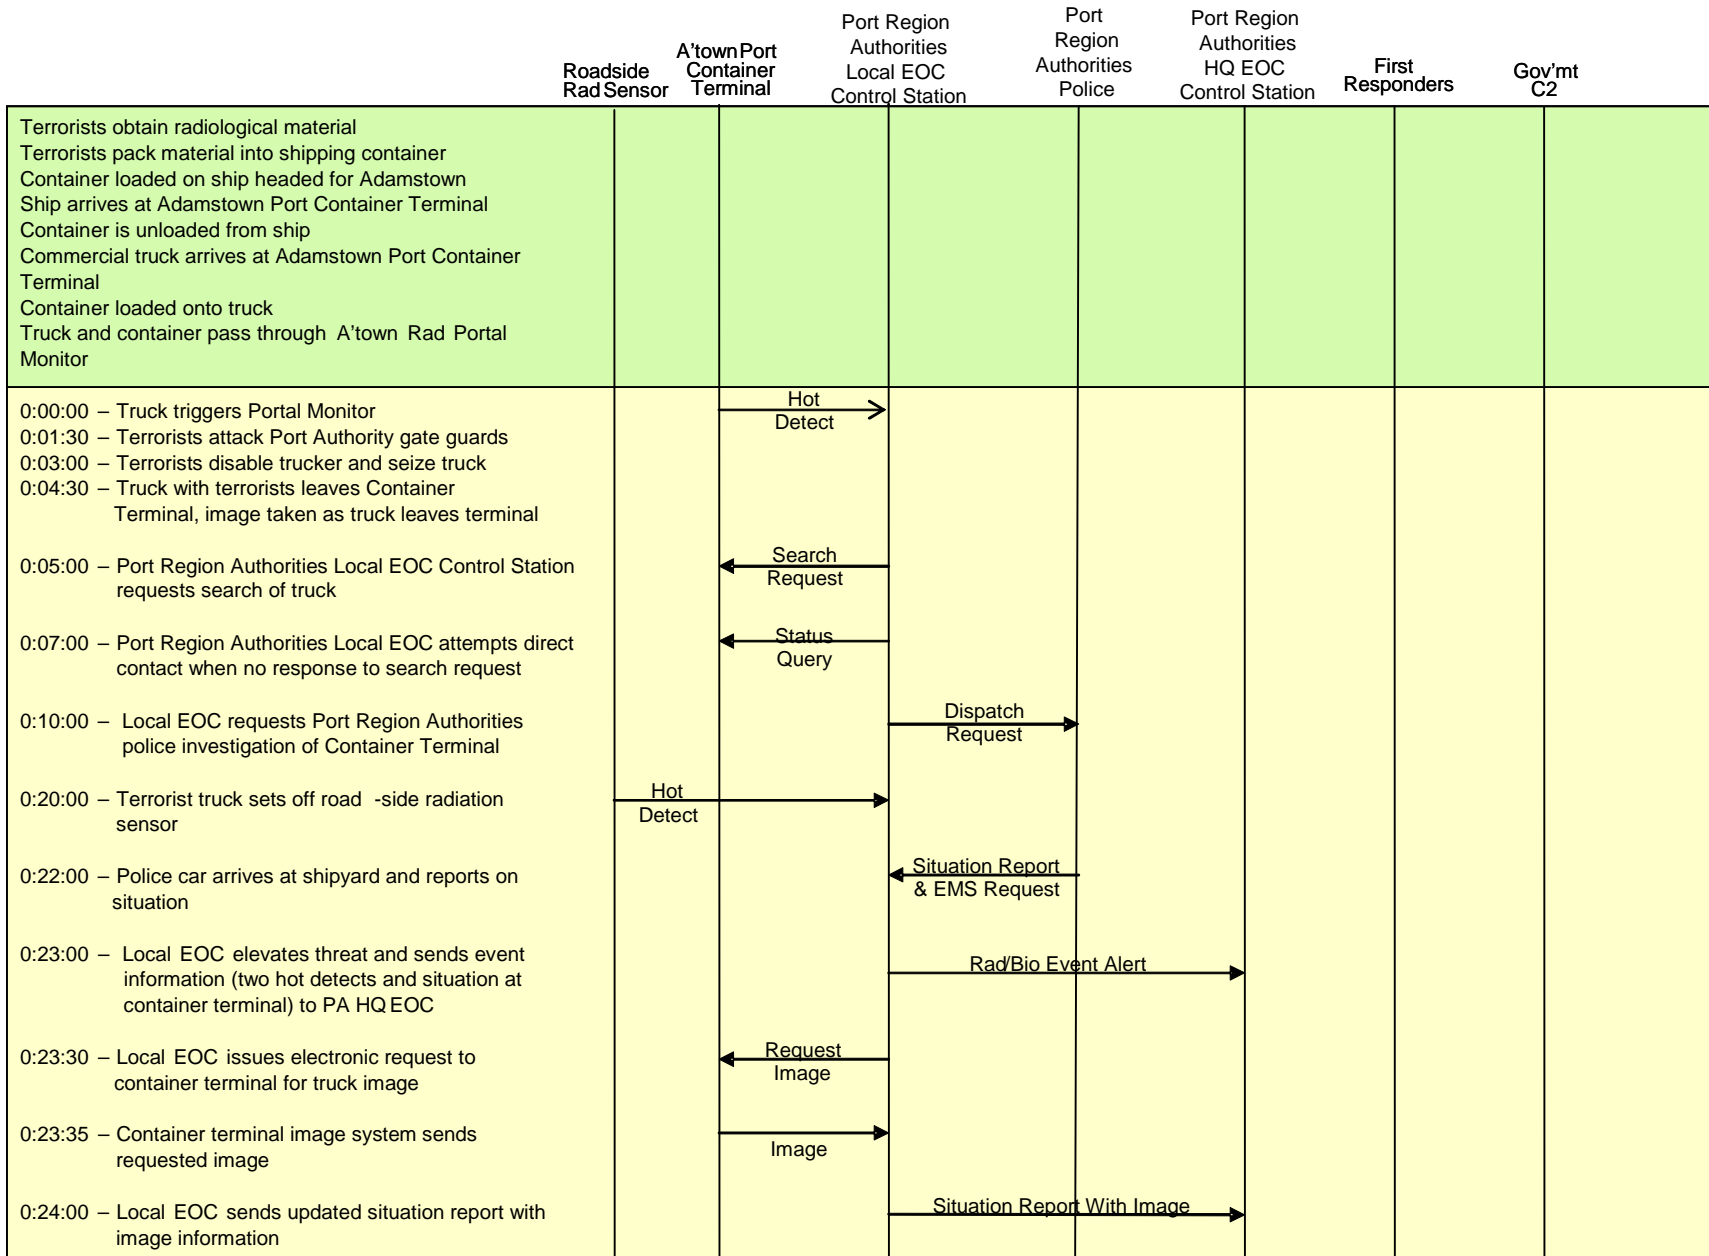 Roadside
Rad Sensor
A'town Port
Container
Terminal
Port Region
Authorities
Local EOC
Control Station
Port
Region
Authorities
Police
Port Region
Authorities
HQ EOC
Control Station
First
Responders
Gov'mt
C2
Terrorists obtain radiological material
Terrorists pack material into shipping container
Container loaded on ship headed for Adamstown
Ship arrives at Adamstown Port Container Terminal
Container is unloaded from ship
Commercial truck arrives at Adamstown Port Container
Terminal
Container loaded onto truck
Truck and container pass through A'town Rad Portal
Monitor
0:00:00 – Truck triggers Portal Monitor
Hot
Detect
0:01:30 – Terrorists attack Port Authority gate guards
0:03:00 – Terrorists disable trucker and seize truck
0:04:30 – Truck with terrorists leaves Container
Terminal, image taken as truck leaves terminal
0:05:00 – Port Region Authorities Local EOC Control Station
requests search of truck
Search
Request
0:07:00 – Port Region Authorities Local EOC attempts direct
contact when no response to search request
Status
Query
0:10:00 – Local EOC requests Port Region Authorities
police investigation of Container Terminal
Dispatch
Request
0:20:00 – Terrorist truck sets off road -side radiation
sensor
Hot
Detect
0:22:00 – Police car arrives at shipyard and reports on
situation
Situation Report
& EMS Request
0:23:00 – Local EOC elevates threat and sends event
information (two hot detects and situation at
container terminal) to PA HQ EOC
Rad/Bio Event Alert
0:23:30 – Local EOC issues electronic request to
container terminal for truck image
Request
Image
0:23:35 – Container terminal image system sends
requested image
Image
0:24:00 – Local EOC sends updated situation report with
image information
Situation Report With Image